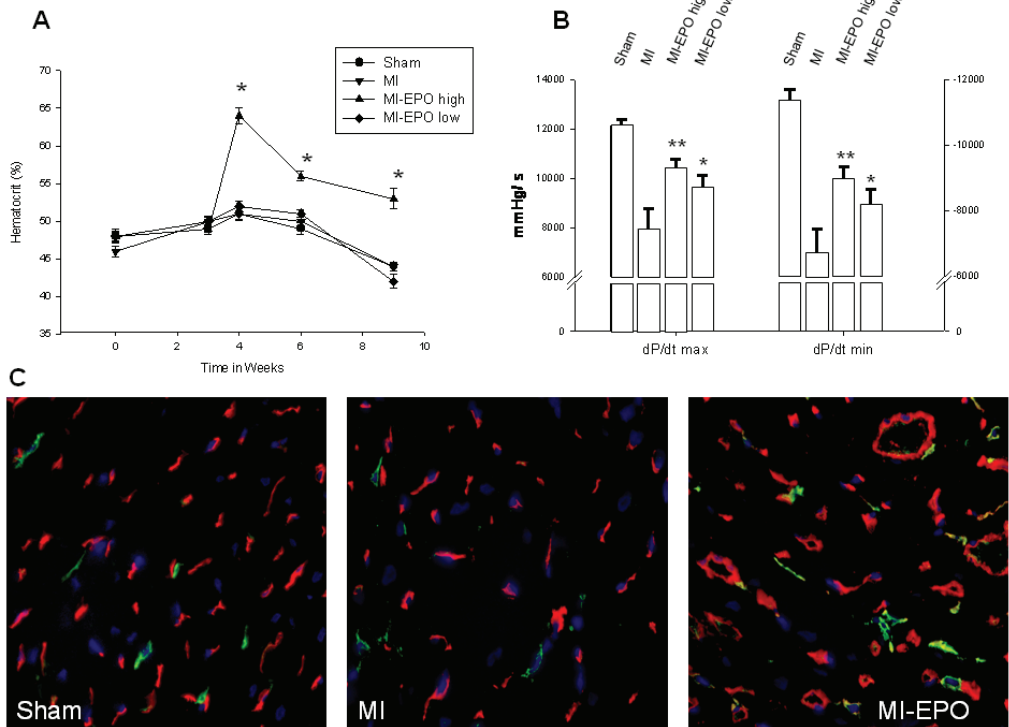 A
Hematocrit (%)
70
65
60
55
50
45
40
35
0
2
4
6
8
10
Time in Weeks
Sham
MI
MI-EPO high
MI-EPO low
*
*
*
B
Sham
MI
MI-EPO high
MI-EPO low
Sham
MI
MI-EPO high
MI-EPO low
mmHg/ s
14000
12000
10000
8000
6000
0
-12000
-10000
-8000
-6000
0
**
*
**
*
dP/dt max
dP/dt min
C
Sham
MI
MI-EPO